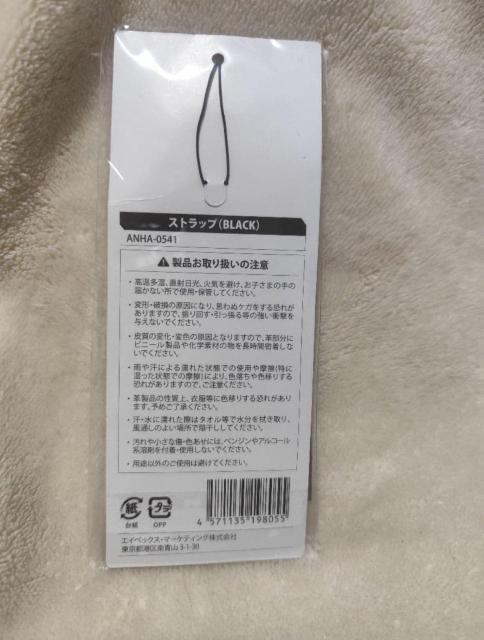 ストラップ(BLACK)
ANHA-0541
製品お取り扱いの注意
・高温多湿、直射日光、火気を避け、お子さまの手の
届かない所で使用・保管してください。
・変形・破損の原因になり、思わぬケガをする恐れが
ありますので、振り回す・引っ張る等の強い衝撃を
与えないでください。
・皮質の変化・変色の原因となりますので、革部分に
ビニール製品や化学素材の物を長時間密着しな
いでください。
・雨や汗による濡れた状態での使用や摩擦(特に
湿った状態での摩擦)により、色落ちや色移りする
恐れがありますので、ご注意ください。
・革製品の性質上、衣服等に色移りする恐れがあり
ます。予めご了承ください。
・汗・水に濡れた際はタオル等で水分を拭き取り、
風通しのよい場所で陰干ししてください。
・汚れや小さな傷・色あせには、ベンジンやアルコール
系溶剤を付着・使用しないでください。
・用途以外のご使用は避けてください。
紙
台紙
プラ
OPP
4 571135 198055
エイベックス・マーケティング株式会社
東京都港区南青山 3-1-30